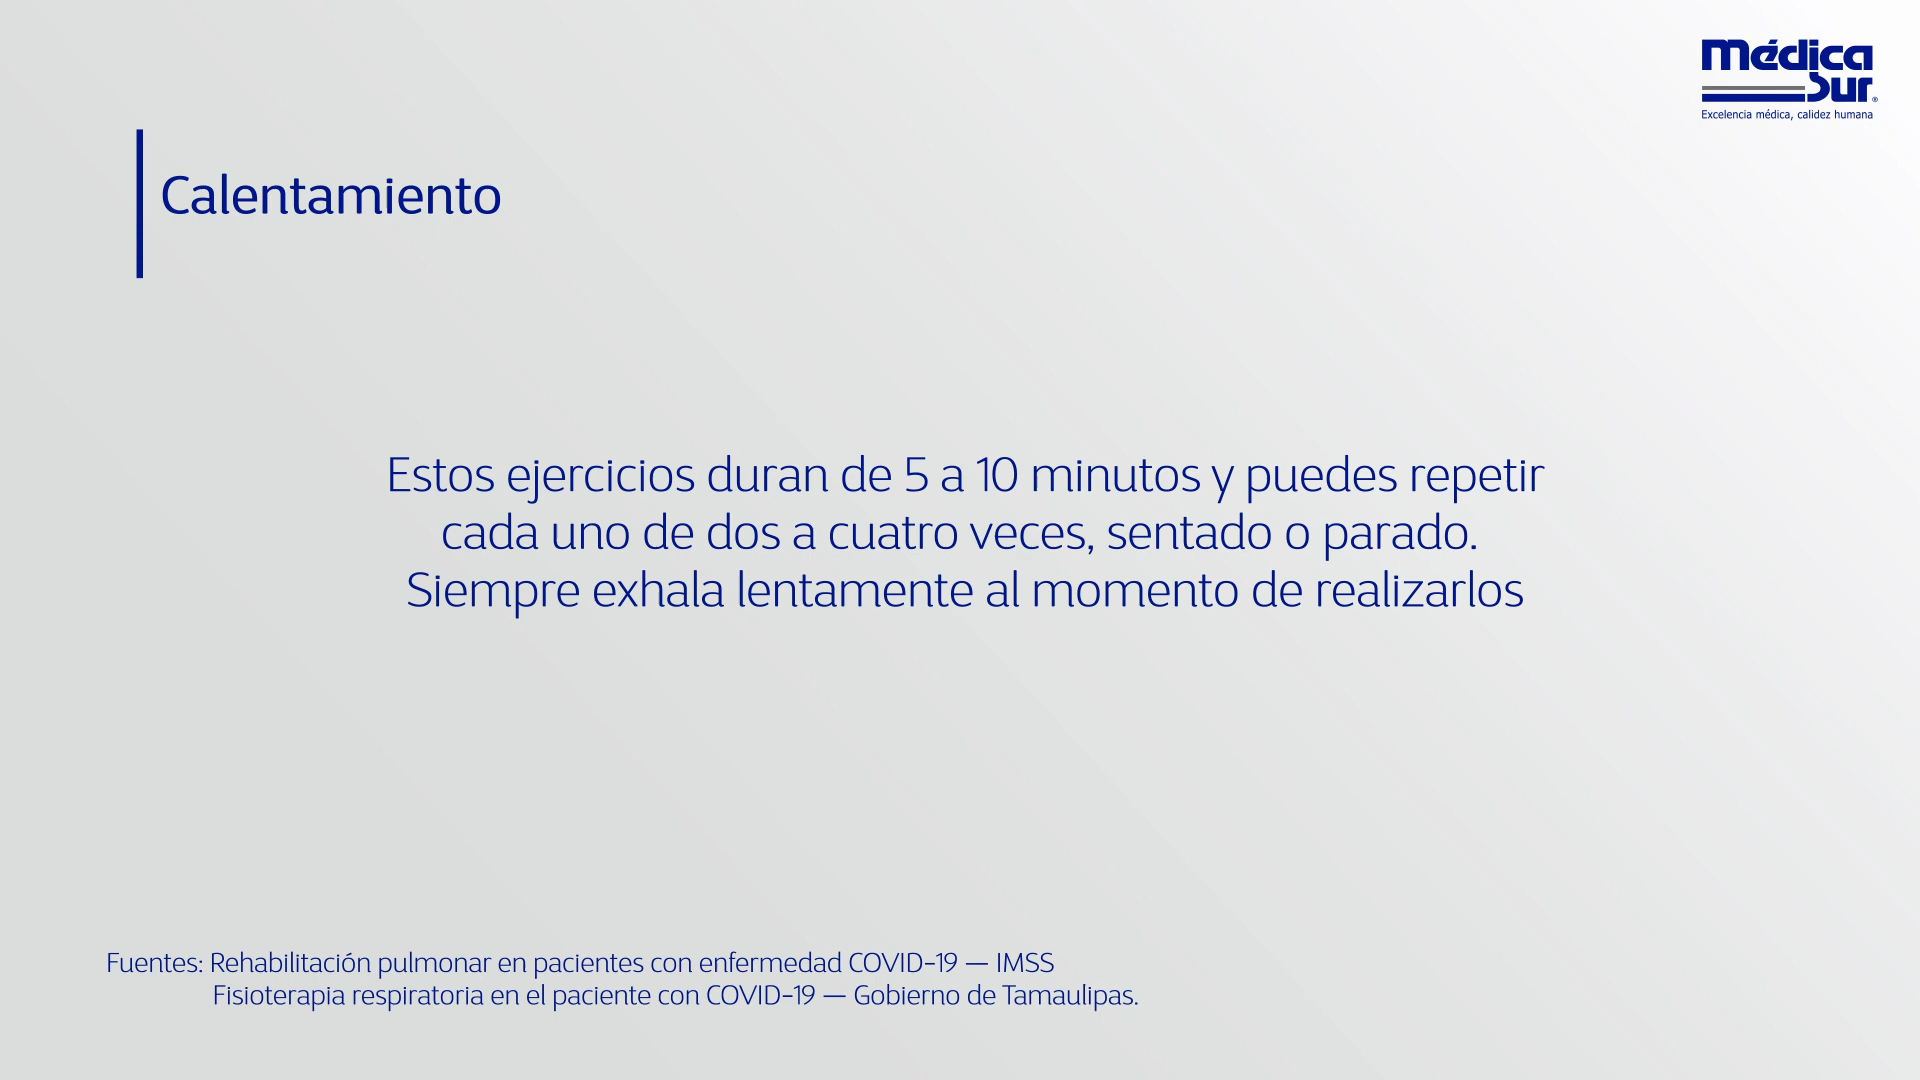 Médica
Sur®
Excelencia médica, calidez humana
Calentamiento
Estos ejercicios duran de 5 a 10 minutos y puedes repetir
cada uno de dos a cuatro veces, sentado o parado.
Siempre exhala lentamente al momento de realizarlos
Fuentes: Rehabilitación pulmonar en pacientes con enfermedad COVID-19 — IMSS
Fisioterapia respiratoria en el paciente con COVID-19 — Gobierno de Tamaulipas.